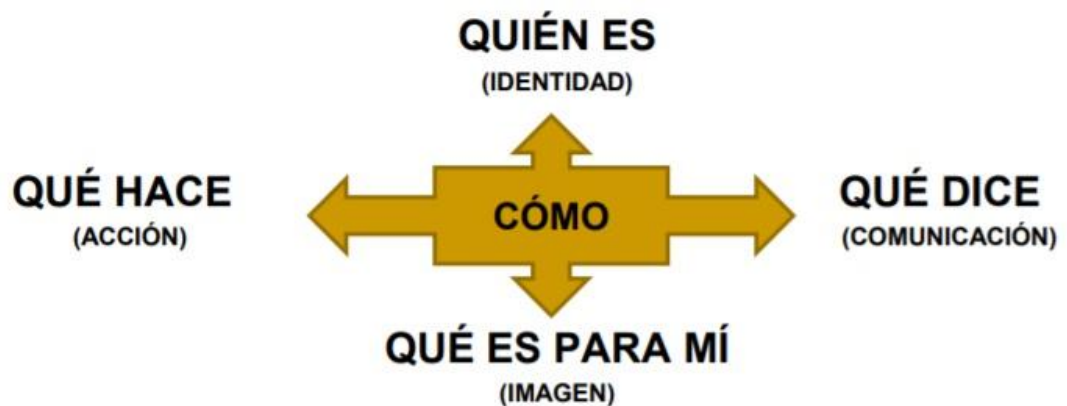 QUIÉN ES
(IDENTIDAD)
QUÉ HACE
(ACCIÓN)
CÓMO
QUÉ DICE
(COMUNICACIÓN)
QUÉ ES PARA MÍ
(IMAGEN)